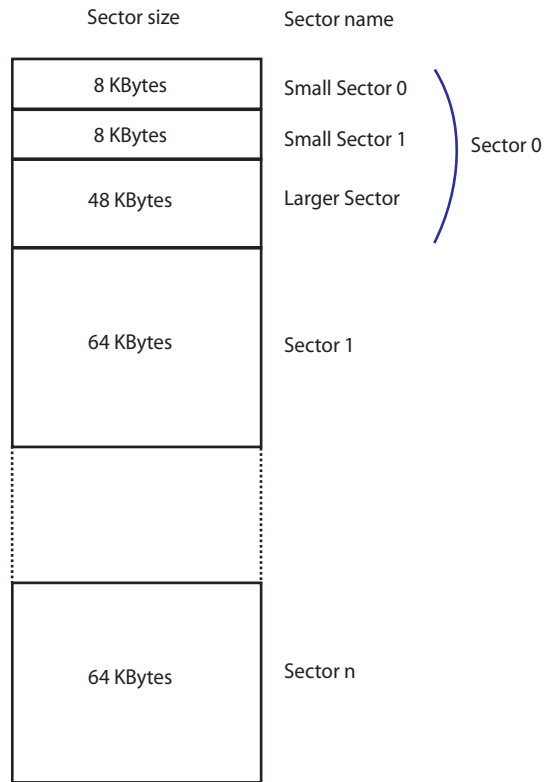 Sector size Sector name
8 KBytes Small Sector 0
8 KBytes Small Sector 1
Sector 0
48 KBytes Larger Sector
64 KBytes Sector 1
64 KBytes Sector n